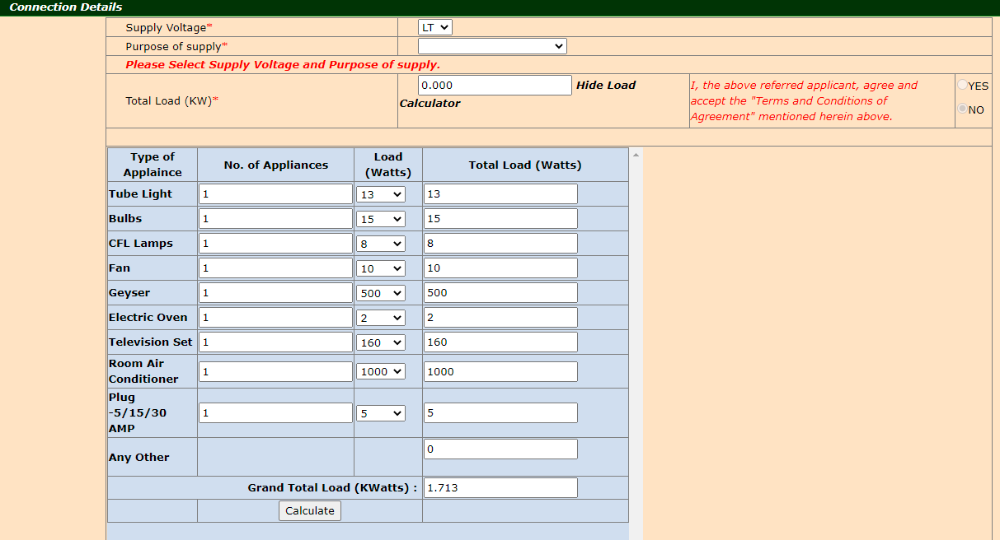 Connection Details
Supply Voltage* LT
Purpose of supply*
Please Select Supply Voltage and Purpose of supply.
Total Load (KW)* 0.000 Hide Load
Calculator
I, the above referred applicant, agree and
accept the "Terms and Conditions of
Agreement" mentioned herein above.
YES
NO
Type of
Applaince
No. of Appliances
Load
(Watts)
Total Load (Watts)
Tube Light 1 13 13
Bulbs 1 15 15
CFL Lamps 1 8 8
Fan 1 10 10
Geyser 1 500 500
Electric Oven 1 2 2
Television Set 1 160 160
Room Air
Conditioner 1 1000 1000
Plug
-5/15/30
AMP 1 5 5
Any Other 0
Grand Total Load (KWatts) : 1.713
Calculate